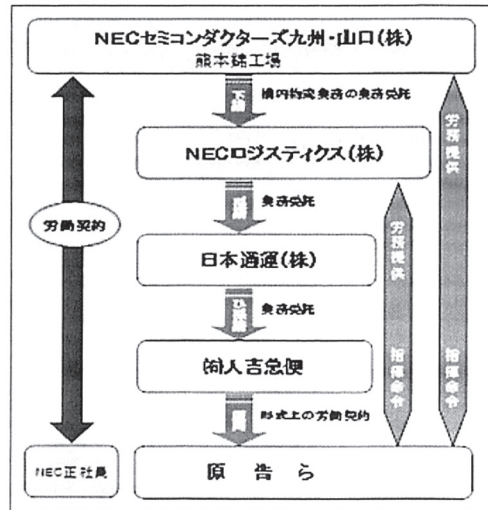 NECセミコンダクターズ九州・山口(株)
熊本錦工場
下請
構内物流業務の業務委託
NECロジスティクス(株)
業務委託
日本通運(株)
業務委託
㈲人吉急便
形式上の労働契約
原告ら
労働契約
NEC正社員
労務提供
指揮命令
労務提供
指揮命令